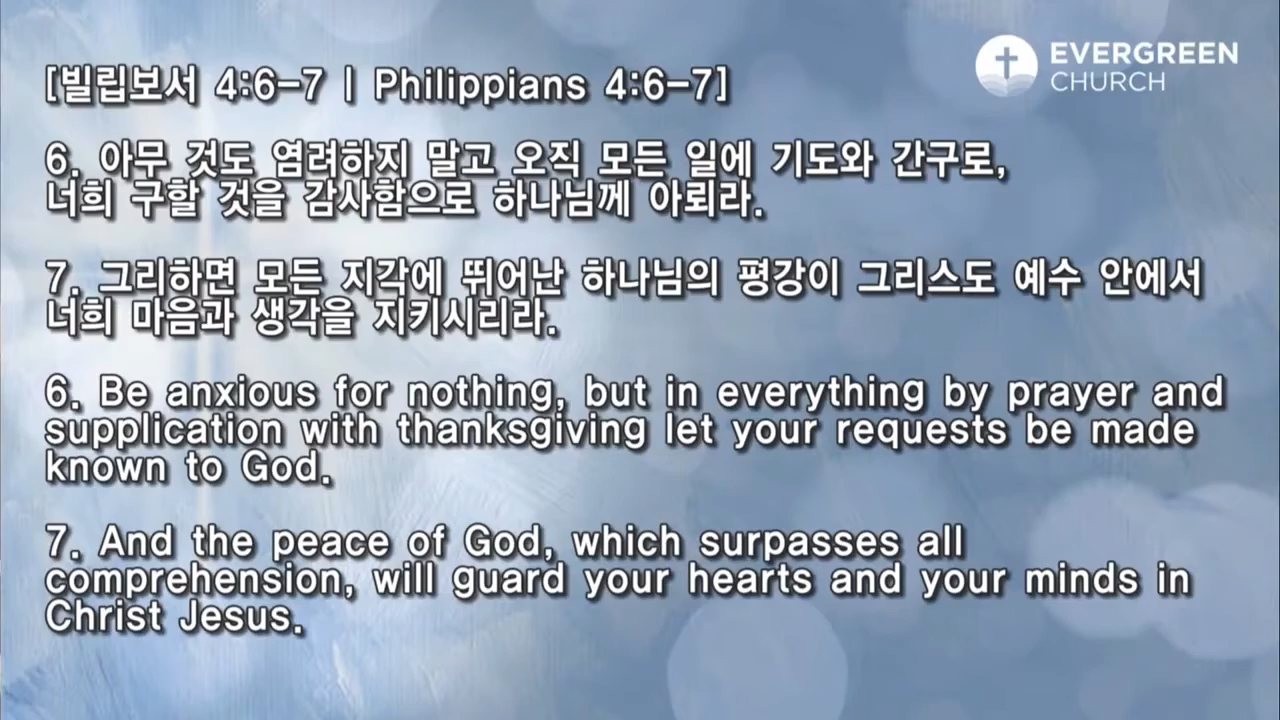 EVERGREEN
CHURCH
[빌립보서 4:6-7 | Philippians 4:6-7]
6. 아무 것도 염려하지 말고 오직 모든 일에 기도와 간구로,
너희 구할 것을 감사함으로 하나님께 아뢰라.
7. 그리하면 모든 지각에 뛰어난 하나님의 평강이 그리스도 예수 안에서
너희 마음과 생각을 지키시리라.
6. Be anxious for nothing, but in everything by prayer and
supplication with thanksgiving let your requests be made
known to God.
7. And the peace of God, which surpasses all
comprehension, will guard your hearts and your minds in
Christ Jesus.